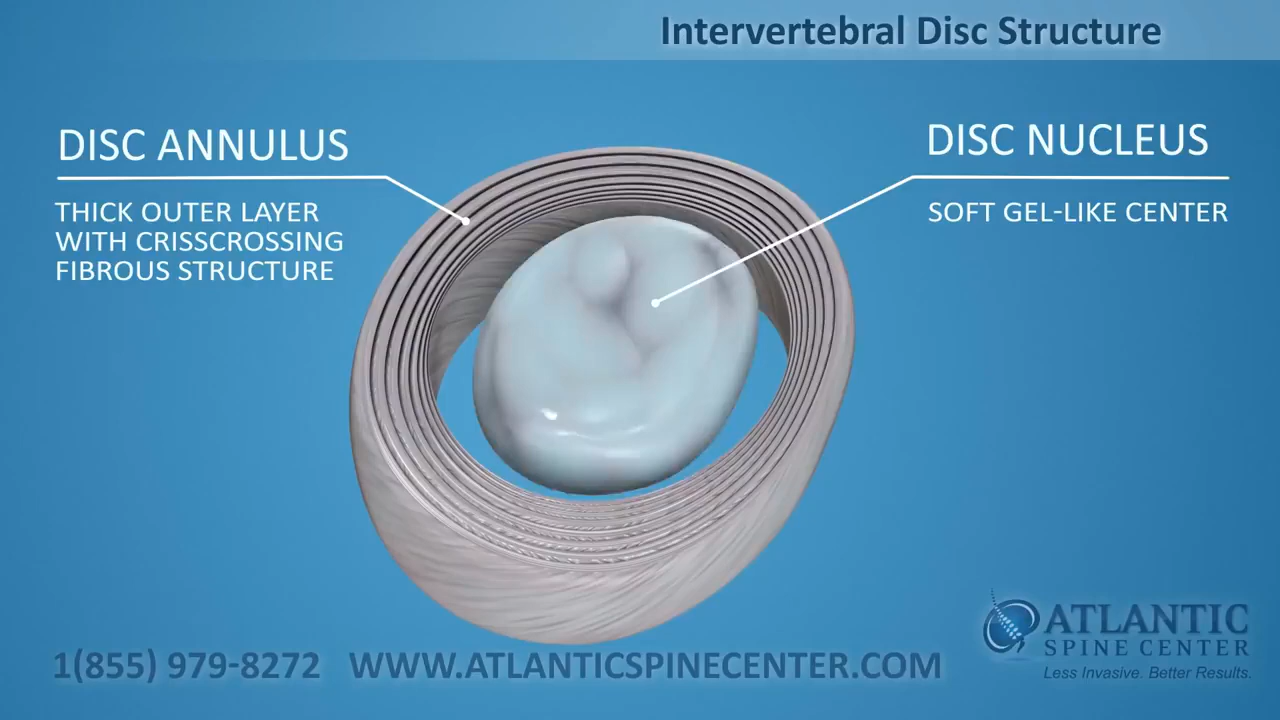 Intervertebral Disc Structure
DISC ANNULUS
THICK OUTER LAYER
WITH CRISSCROSSING
FIBROUS STRUCTURE
DISC NUCLEUS
SOFT GEL-LIKE CENTER
1(855) 979-8272 WWW.ATLANTICSPINECENTER.COM
ATLANTIC
SPINE CENTER
Less Invasive. Better Results.